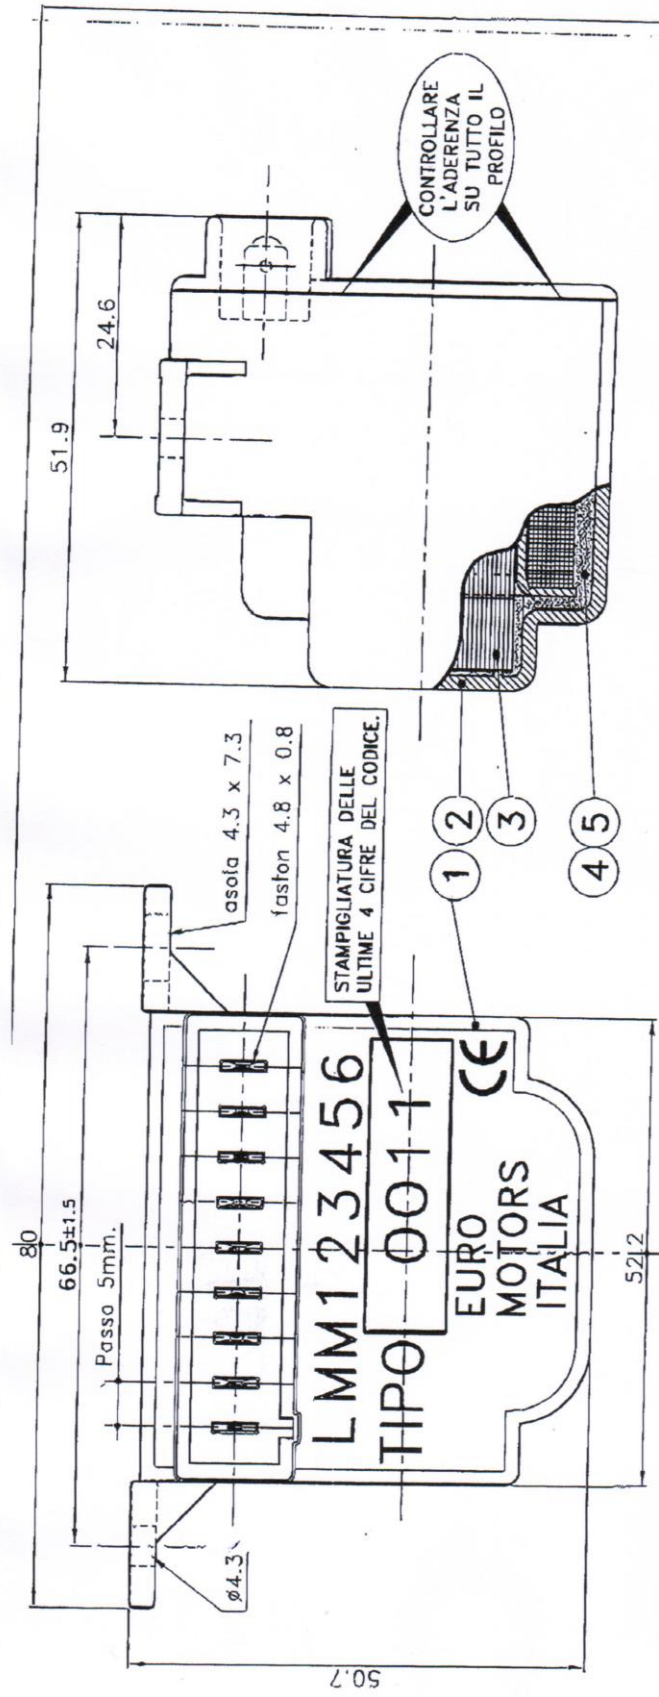 80
66.5±1.5
Passo 5mm.
asola 4.3 x 7.3
faston 4.8 x 0.8
ø4.3
50.7
LMM123456
TIPO 0011
EURO
MOTORS
ITALIA
CE
52.2
STAMPIGLIATURA DELLE
ULTIME 4 CIFRE DEL CODICE.
51.9
24.6
CONTROLLARE
L'ADERENZA
SU TUTTO IL
PROFILO
1 2
3
4 5